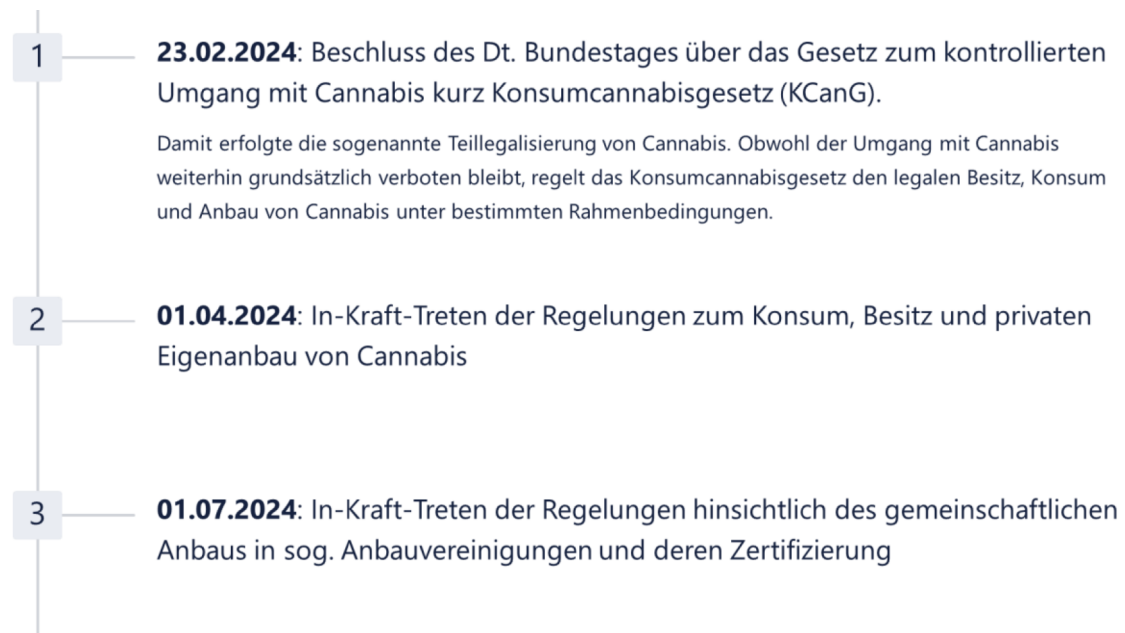 1
23.02.2024: Beschluss des Dt. Bundestages über das Gesetz zum kontrollierten
Umgang mit Cannabis kurz Konsumcannabisgesetz (KCanG).
Damit erfolgte die sogenannte Teillegalisierung von Cannabis. Obwohl der Umgang mit Cannabis
weiterhin grundsätzlich verboten bleibt, regelt das Konsumcannabisgesetz den legalen Besitz, Konsum
und Anbau von Cannabis unter bestimmten Rahmenbedingungen.
2
01.04.2024: In-Kraft-Treten der Regelungen zum Konsum, Besitz und privaten
Eigenanbau von Cannabis
3
01.07.2024: In-Kraft-Treten der Regelungen hinsichtlich des gemeinschaftlichen
Anbaus in sog. Anbauvereinigungen und deren Zertifizierung